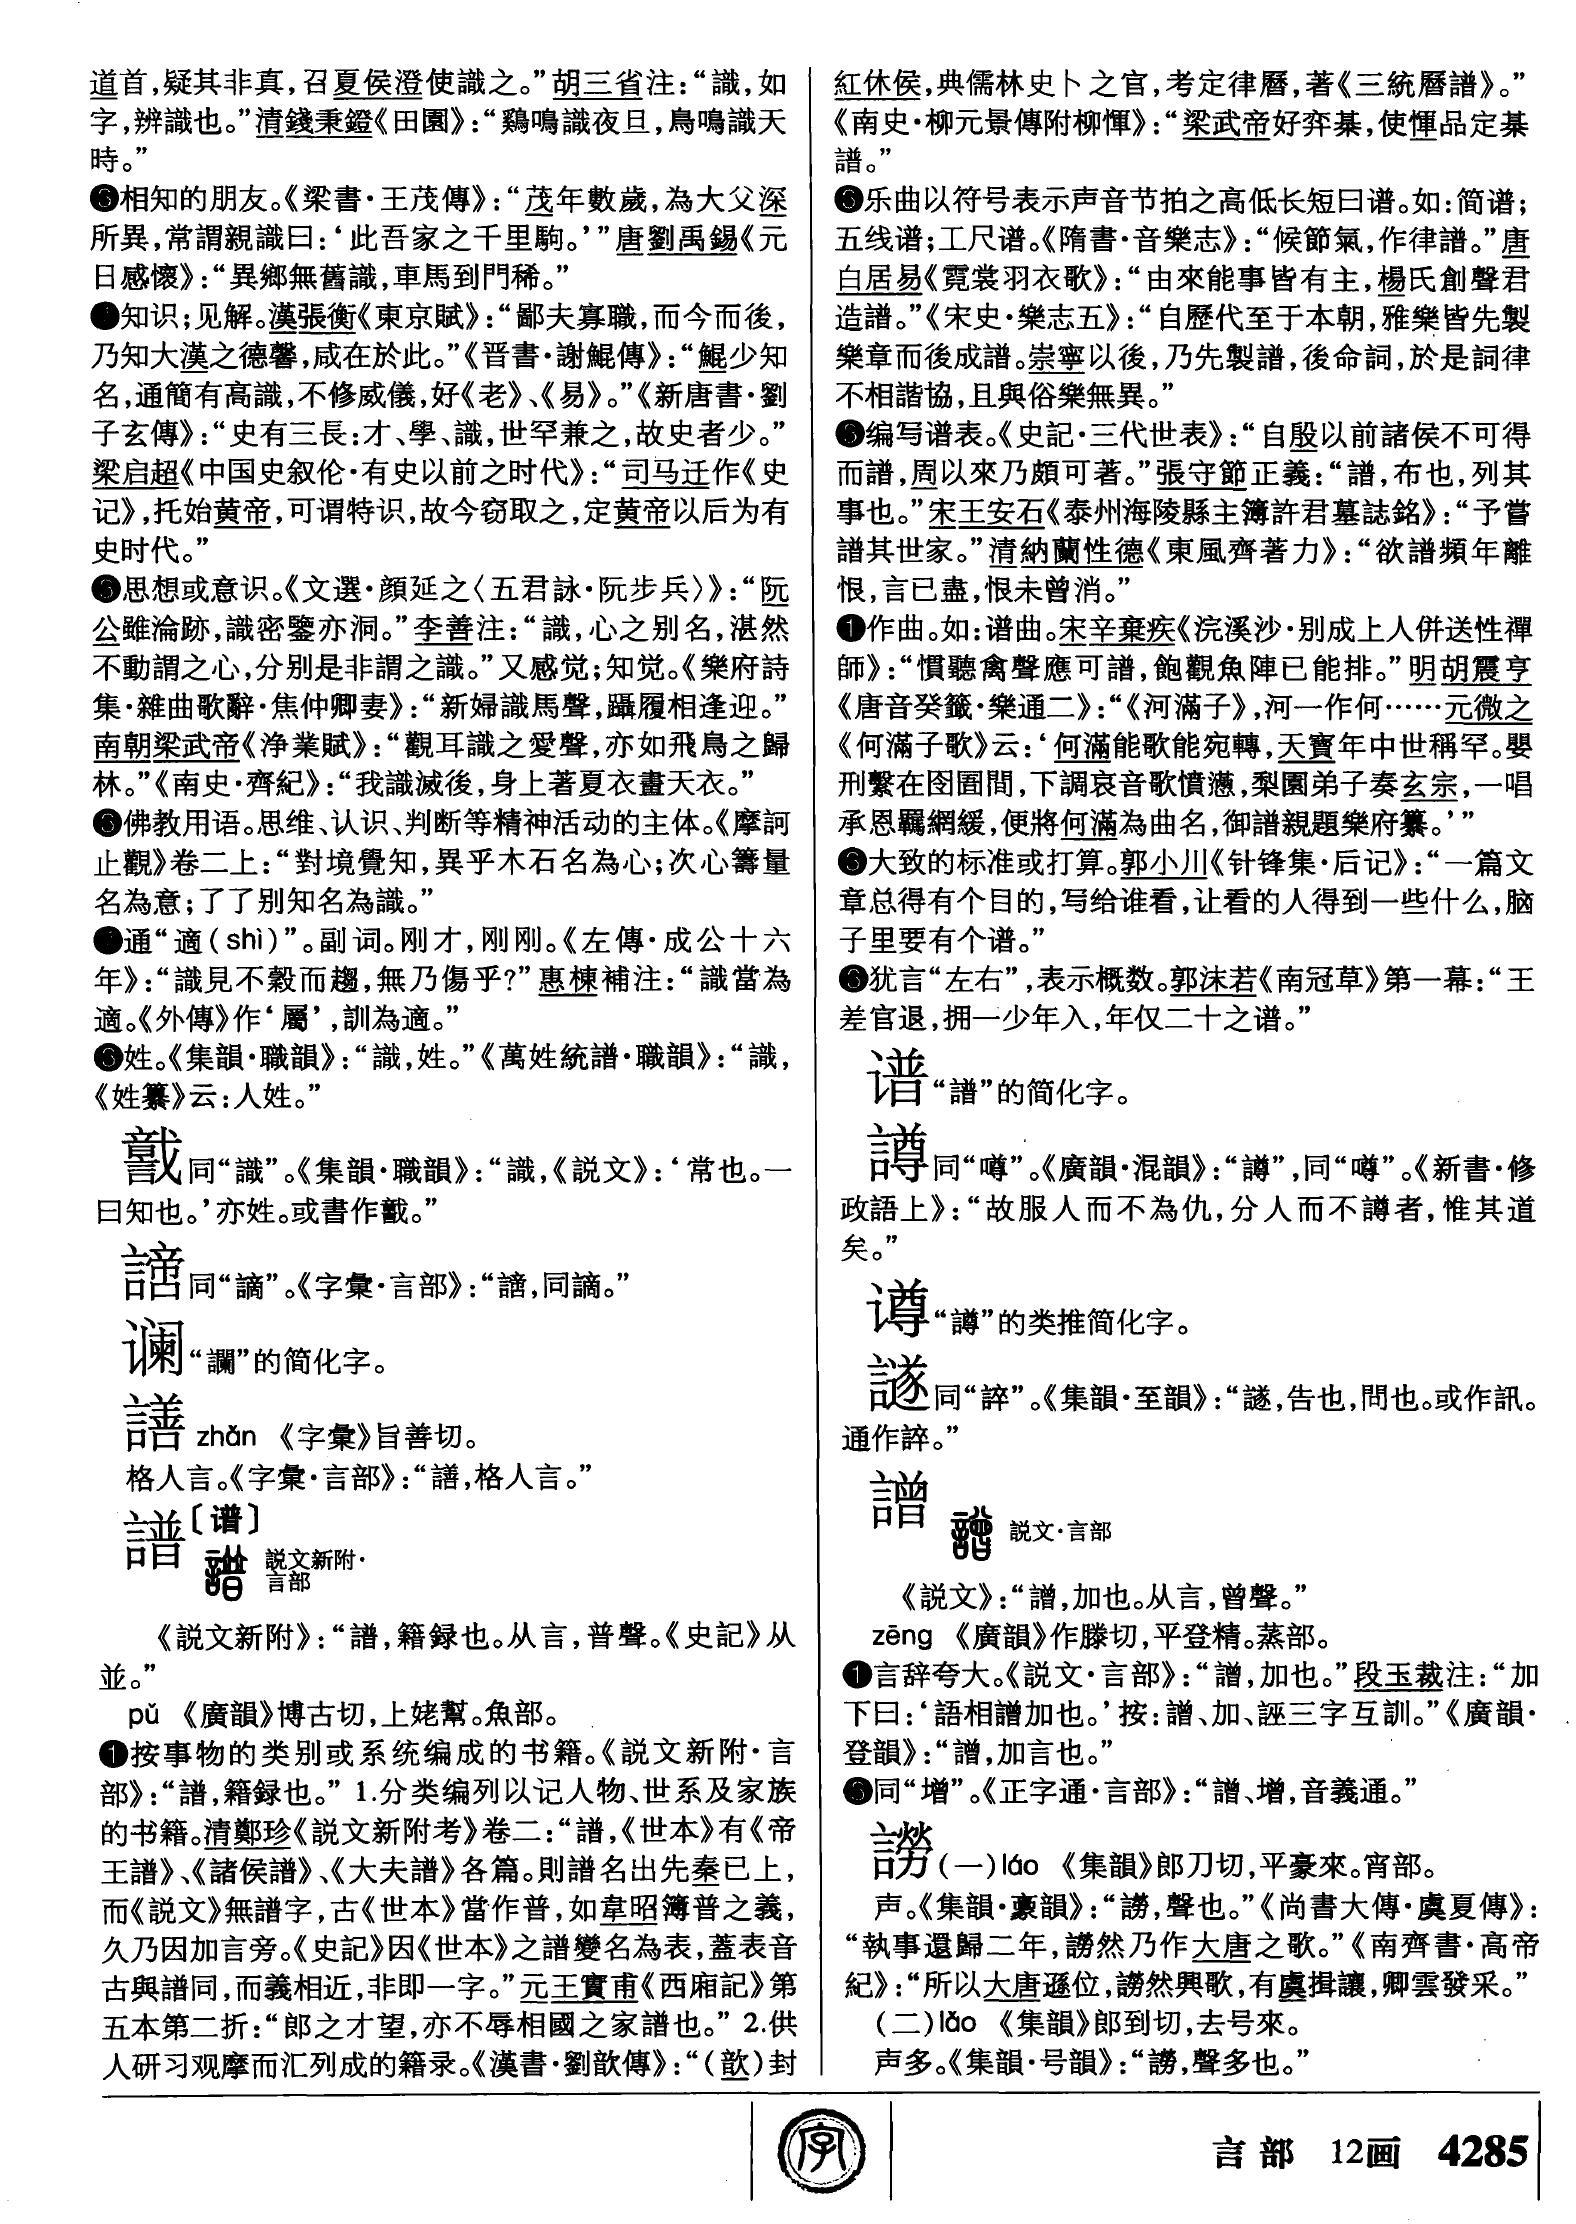 道首，疑其非真，召夏侯澄使識之。”胡三省注：“識，如
字，辨識也。”清錢秉鐙《田園》：“鷄鳴識夜旦，鳥鳴識天
時。”
❻相知的朋友。《梁書·王茂傳》：“茂年數歲，為大父深
所異，常謂親識曰：‘此吾家之千里駒。’”唐劉禹錫《元
日感懷》：“異鄉無舊識，車馬到門稀。”
知识；见解。漢張衡《東京賦》：“鄙夫寡識，而今而後，
乃知大漢之德馨，咸在於此。”《晋書·謝鯤傳》：“鯤少知
名，通簡有高識，不修威儀，好《老》、《易》。”《新唐書·劉
子玄傳》：“史有三長：才、學、識，世罕兼之，故史者少。”
梁启超《中国史叙伦·有史以前之时代》：“司马迁作《史
记》，托始黄帝，可谓特识，故今窃取之，定黄帝以后为有
史时代。”
❻思想或意识。《文選·顔延之〈五君詠·阮步兵〉》：“阮
公雖淪跡，識密鑒亦洞。”李善注：“識，心之别名，湛然
不動謂之心，分别是非謂之識。”又感觉；知觉。《樂府詩
集·雜曲歌辭·焦仲卿妻》：“新婦識馬聲，躡履相逢迎。”
南朝梁武帝《净業賦》：“觀耳識之愛聲，亦如飛鳥之歸
林。”《南史·齊紀》：“我識滅後，身上著夏衣畫天衣。”
❻佛教用语。思维、认识、判断等精神活动的主体。《摩訶
止觀》卷二上：“對境覺知，異乎木石名為心；次心籌量
名為意；了了别知名為識。”
通“適（shì）”。副词。刚才，刚刚。《左傳·成公十六
年》：“識見不穀而趨，無乃傷乎？”惠棟補注：“識當為
適。《外傳》作‘屬’，訓為適。”
❻姓。《集韻·職韻》：“識，姓。”《萬姓統譜·職韻》：“識，
《姓纂》云：人姓。”
同“識”。《集韻·職韻》：“識，《説文》：‘常也。一
曰知也。’亦姓。或書作。”
同“謫”。《字彙·言部》：“，同謫。”
谰“讕”的简化字。
譱 zhǎn 《字彙》旨善切。
格人言。《字彙·言部》：“，格人言。”
譜〔谱〕
説文新附·
言部
《説文新附》：“譜，籍録也。从言，普聲。《史記》从
並。”
pǔ 《廣韻》博古切，上姥幫。魚部。
❶按事物的类别或系统编成的书籍。《説文新附·言
部》：“譜，籍録也。” 1.分类编列以记人物、世系及家族
的书籍。清鄭珍《説文新附考》卷二：“譜，《世本》有《帝
王譜》、《諸侯譜》、《大夫譜》各篇。則譜名出先秦已上，
而《説文》無譜字，古《世本》當作普，如韋昭簿普之義，
久乃因加言旁。《史記》因《世本》之譜變名為表，蓋表音
古與譜同，而義相近，非即一字。”元王實甫《西廂記》第
五本第二折：“郎之才望，亦不辱相國之家譜也。” 2.供
人研习观摩而汇列成的籍录。《漢書·劉歆傳》：“（歆）封
紅休侯，典儒林史卜之官，考定律曆，著《三統曆譜》。”
《南史·柳元景傳附柳惲》：“梁武帝好弈棊，使惲品定棊
譜。”
❻乐曲以符号表示声音节拍之高低长短曰谱。如：简谱；
五线谱；工尺谱。《隋書·音樂志》：“候節氣，作律譜。”唐
白居易《霓裳羽衣歌》：“由來能事皆有主，楊氏創聲君
造譜。”《宋史·樂志五》：“自歷代至于本朝，雅樂皆先製
樂章而後成譜。崇寧以後，乃先製譜，後命詞，於是詞律
不相諧協，且與俗樂無異。”
❻编写谱表。《史記·三代世表》：“自殷以前諸侯不可得
而譜，周以來乃頗可著。”張守節正義：“譜，布也，列其
事也。”宋王安石《泰州海陵縣主簿許君墓誌銘》：“予嘗
譜其世家。”清納蘭性德《東風齊著力》：“欲譜頻年離
恨，言已盡，恨未曾消。”
❶作曲。如：谱曲。宋辛棄疾《浣溪沙·别成上人併送性禪
師》：“慣聽禽聲應可譜，飽觀魚陣已能排。”明胡震亨
《唐音癸籤·樂通二》：“《河滿子》，河一作何……元微之
《何滿子歌》云：‘何滿能歌能宛轉，天寶年中世稱罕。嬰
刑繫在囹圄間，下調哀音歌憤懣，梨園弟子奏玄宗，一唱
承恩羈網緩，便將何滿為曲名，御譜親題樂府纂。’”
❻大致的标准或打算。郭小川《针锋集·后记》：“一篇文
章总得有个目的，写给谁看，让看的人得到一些什么，脑
子里要有个谱。”
❻犹言“左右”，表示概数。郭沫若《南冠草》第一幕：“王
差官退，拥一少年入，年仅二十之谱。”
谱“譜”的简化字。
譐同“噂”。《廣韻·混韻》：“譐”，同“噂”。《新書·修
政語上》：“故服人而不為仇，分人而不譐者，惟其道
矣。”
“譐”的类推简化字。
譢同“誶”。《集韻·至韻》：“譢，告也，問也。或作訊。
通作誶。”
譄
説文·言部
《説文》：“譄，加也。从言，曾聲。”
zēng 《廣韻》作滕切，平登精。蒸部。
❶言辞夸大。《説文·言部》：“譄，加也。”段玉裁注：“加
下曰：‘語相譄加也。’按：譄、加、誣三字互訓。”《廣韻·
登韻》：“譄，加言也。”
❻同“增”。《正字通·言部》：“譄、增，音義通。”
謗（一）láo 《集韻》郎刀切，平豪來。宵部。
声。《集韻·豪韻》：“䜎，聲也。”《尚書大傳·虞夏傳》：
“執事還歸二年，䜎然乃作大唐之歌。”《南齊書·高帝
紀》：“所以大唐遜位，䜎然興歌，有虞揖讓，卿雲發采。”
（二）lǎo 《集韻》郎到切，去号來。
声多。《集韻·号韻》：“䜎，聲多也。”
字
言部 12画 4285